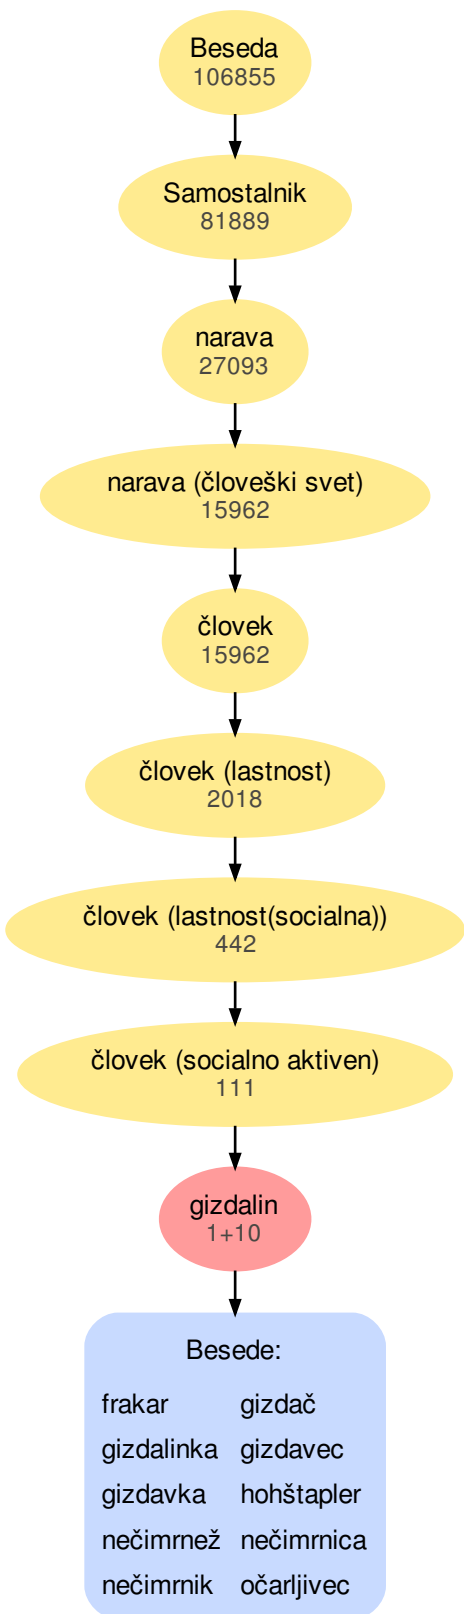 Beseda
106855
Samostalnik
81889
narava
27093
narava (človeški svet)
15962
človek
15962
človek (lastnost)
2018
človek (lastnost(socialna))
442
človek (socialno aktiven)
111
gizdalin
1+10
Besede:
frakar gizdač
gizdalinka gizdavec
gizdavka hohštapler
nečimrnež nečimrnica
nečimrnik očarljivec